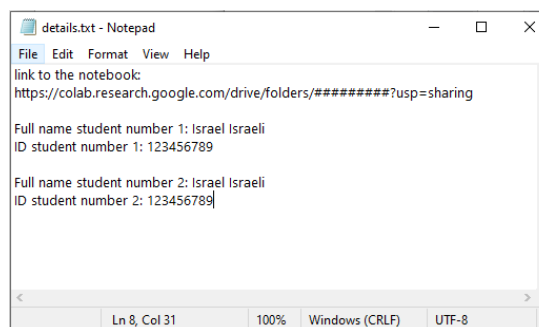 details.txt - Notepad
File Edit Format View Help
link to the notebook:
https://colab.research.google.com/drive/folders/#########?usp=sharing
Full name student number 1: Israel Israeli
ID student number 1: 123456789
Full name student number 2: Israel Israeli
ID student number 2: 123456789
Ln 8, Col 31 100% Windows (CRLF) UTF-8